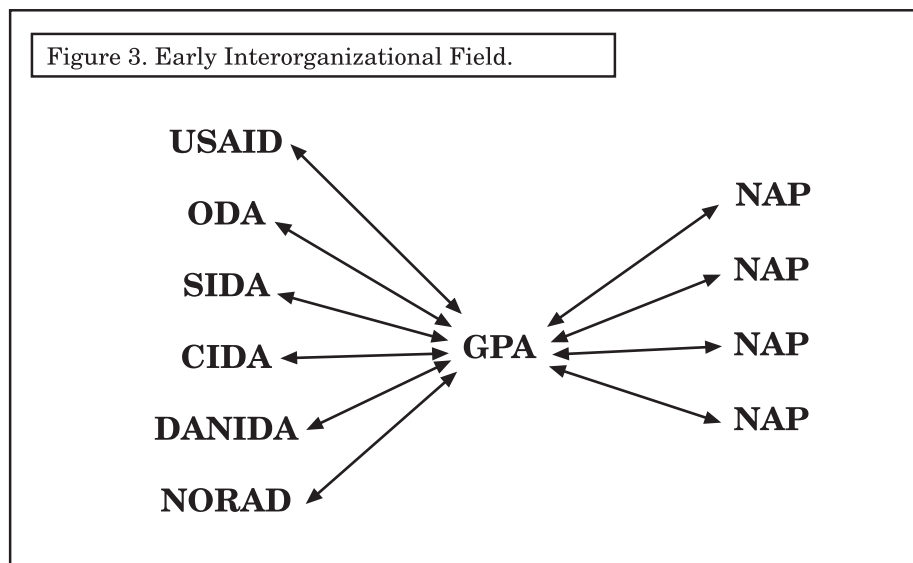 Figure 3. Early Interorganizational Field.
USAID
ODA
SIDA
CIDA
DANIDA
NORAD
GPA
NAP
NAP
NAP
NAP